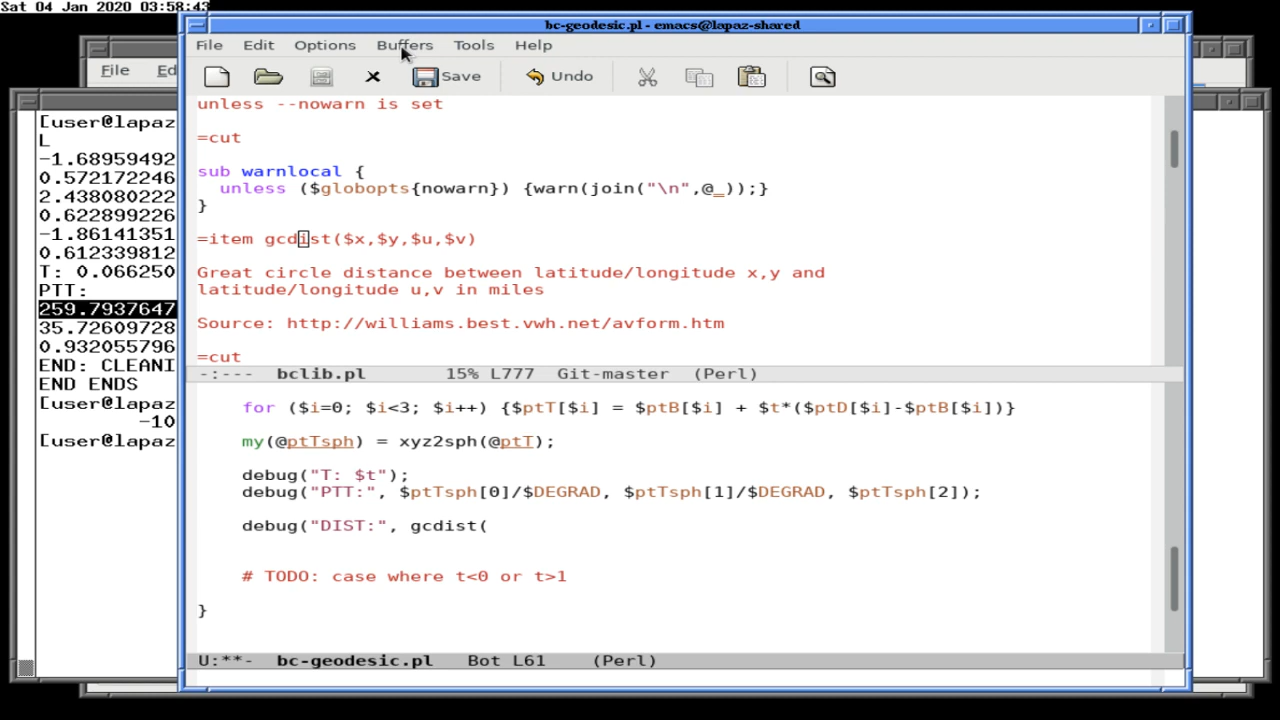 Sat 04 Jan 2020 03:58:43
bc-geodesic.pl - emacs@lapaz-shared
File Edit Options Buffers Tools Help
Save Undo
File Ed
[user@lapaz
L
-1.68959492
0.572172246
2.438080222
0.622899226
-1.86141351
0.612339812
T: 0.066250
PTT:
259.7937647
35.72609728
0.932055796
END: CLEANI
END ENDS
[user@lapaz
-10
[user@lapaz
unless --nowarn is set
=cut
sub warnlocal {
unless ($globopts{nowarn}) {warn(join("\n",@_));}
}
=item gcdist($x,$y,$u,$v)
Great circle distance between latitude/longitude x,y and
latitude/longitude u,v in miles
Source: http://williams.best.vwh.net/avform.htm
=cut
-:--- bclib.pl 15% L777 Git-master (Perl)
for ($i=0; $i<3; $i++) {$ptT[$i] = $ptB[$i] + $t*($ptD[$i]-$ptB[$i])}
my(@ptTsph) = xyz2sph(@ptT);
debug("T: $t");
debug("PTT:", $ptTsph[0]/$DEGRAD, $ptTsph[1]/$DEGRAD, $ptTsph[2]);
debug("DIST:", gcdist(
# TODO: case where t<0 or t>1
}
U:**- bc-geodesic.pl Bot L61 (Perl)